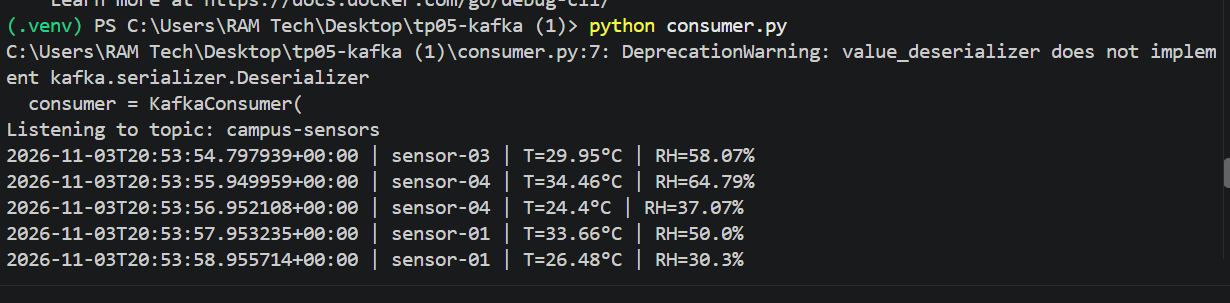 Learn more at https://docs.docker.com/go/debug-cli/
(.venv) PS C:\Users\RAM Tech\Desktop\tp05-kafka (1)> python consumer.py
C:\Users\RAM Tech\Desktop\tp05-kafka (1)\consumer.py:7: DeprecationWarning: value_deserializer does not implem
ent kafka.serializer.Deserializer
  consumer = KafkaConsumer(
Listening to topic: campus-sensors
2026-11-03T20:53:54.797939+00:00 | sensor-03 | T=29.95°C | RH=58.07%
2026-11-03T20:53:55.949959+00:00 | sensor-04 | T=34.46°C | RH=64.79%
2026-11-03T20:53:56.952108+00:00 | sensor-04 | T=24.4°C | RH=37.07%
2026-11-03T20:53:57.953235+00:00 | sensor-01 | T=33.66°C | RH=50.0%
2026-11-03T20:53:58.955714+00:00 | sensor-01 | T=26.48°C | RH=30.3%